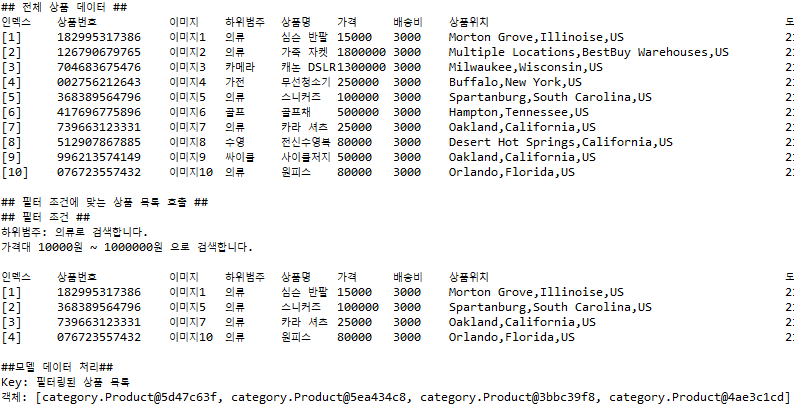 ## 전체 상품 데이터 ##
인덱스 상품번호 이미지 하위범주 상품명 가격 배송비 상품위치 도
[1] 182995317386 이미지1 의류 심슨 반팔 15000 3000 Morton Grove,Illinoise,US 2
[2] 126790679765 이미지2 의류 가죽 자켓 1800000 3000 Multiple Locations,BestBuy Warehouses,US 2
[3] 704683675476 이미지3 카메라 캐논 DSLR1300000 3000 Milwaukee,Wisconsin,US 2
[4] 002756212643 이미지4 가전 무선청소기 250000 3000 Buffalo,New York,US 2
[5] 368389564796 이미지5 의류 스니커즈 100000 3000 Spartanburg,South Carolina,US 2
[6] 417696775896 이미지6 골프 골프채 500000 3000 Hampton,Tennessee,US 2
[7] 739663123331 이미지7 의류 카라 셔츠 25000 3000 Oakland,California,US 2
[8] 512907867885 이미지8 수영 전신수영복 80000 3000 Desert Hot Springs,California,US 2
[9] 996213574149 이미지9 싸이클 사이클저지 50000 3000 Oakland,California,US 2
[10] 076723557432 이미지10 의류 원피스 80000 3000 Orlando,Florida,US 2
## 필터 조건에 맞는 상품 목록 호출 ##
## 필터 조건 ##
하위범주: 의류로 검색합니다.
가격대 10000원 ~ 1000000원 으로 검색합니다.
인덱스 상품번호 이미지 하위범주 상품명 가격 배송비 상품위치 도
[1] 182995317386 이미지1 의류 심슨 반팔 15000 3000 Morton Grove,Illinoise,US 2
[2] 368389564796 이미지5 의류 스니커즈 100000 3000 Spartanburg,South Carolina,US 2
[3] 739663123331 이미지7 의류 카라 셔츠 25000 3000 Oakland,California,US 2
[4] 076723557432 이미지10 의류 원피스 80000 3000 Orlando,Florida,US 2
##모델 데이터 처리##
Key: 필터링된 상품 목록
객체: [category.Product@5d47c63f, category.Product@5ea434c8, category.Product@3bbc39f8, category.Product@4ae3c1cd]